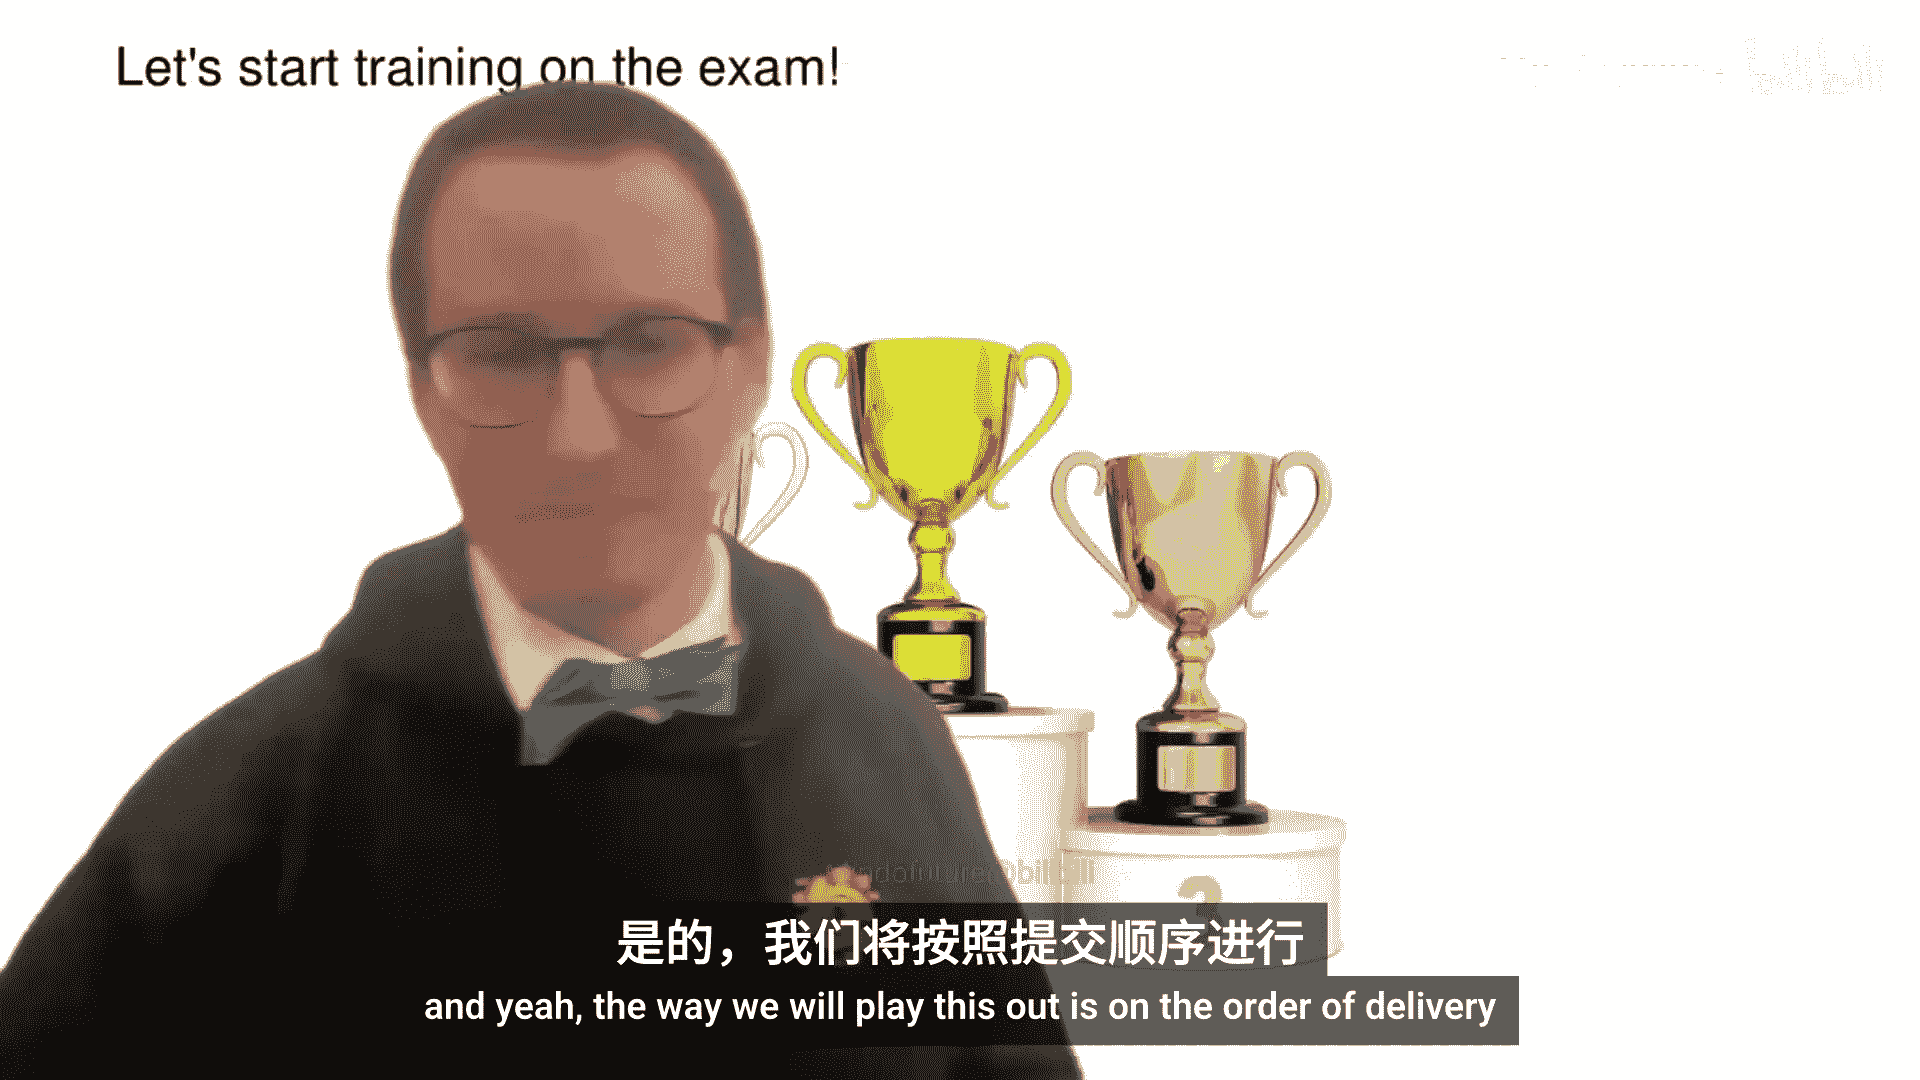 Let's start training on the exam!
是的，我们将按照提交顺序进行
and yeah, the way we will play this out is on the order of delivery